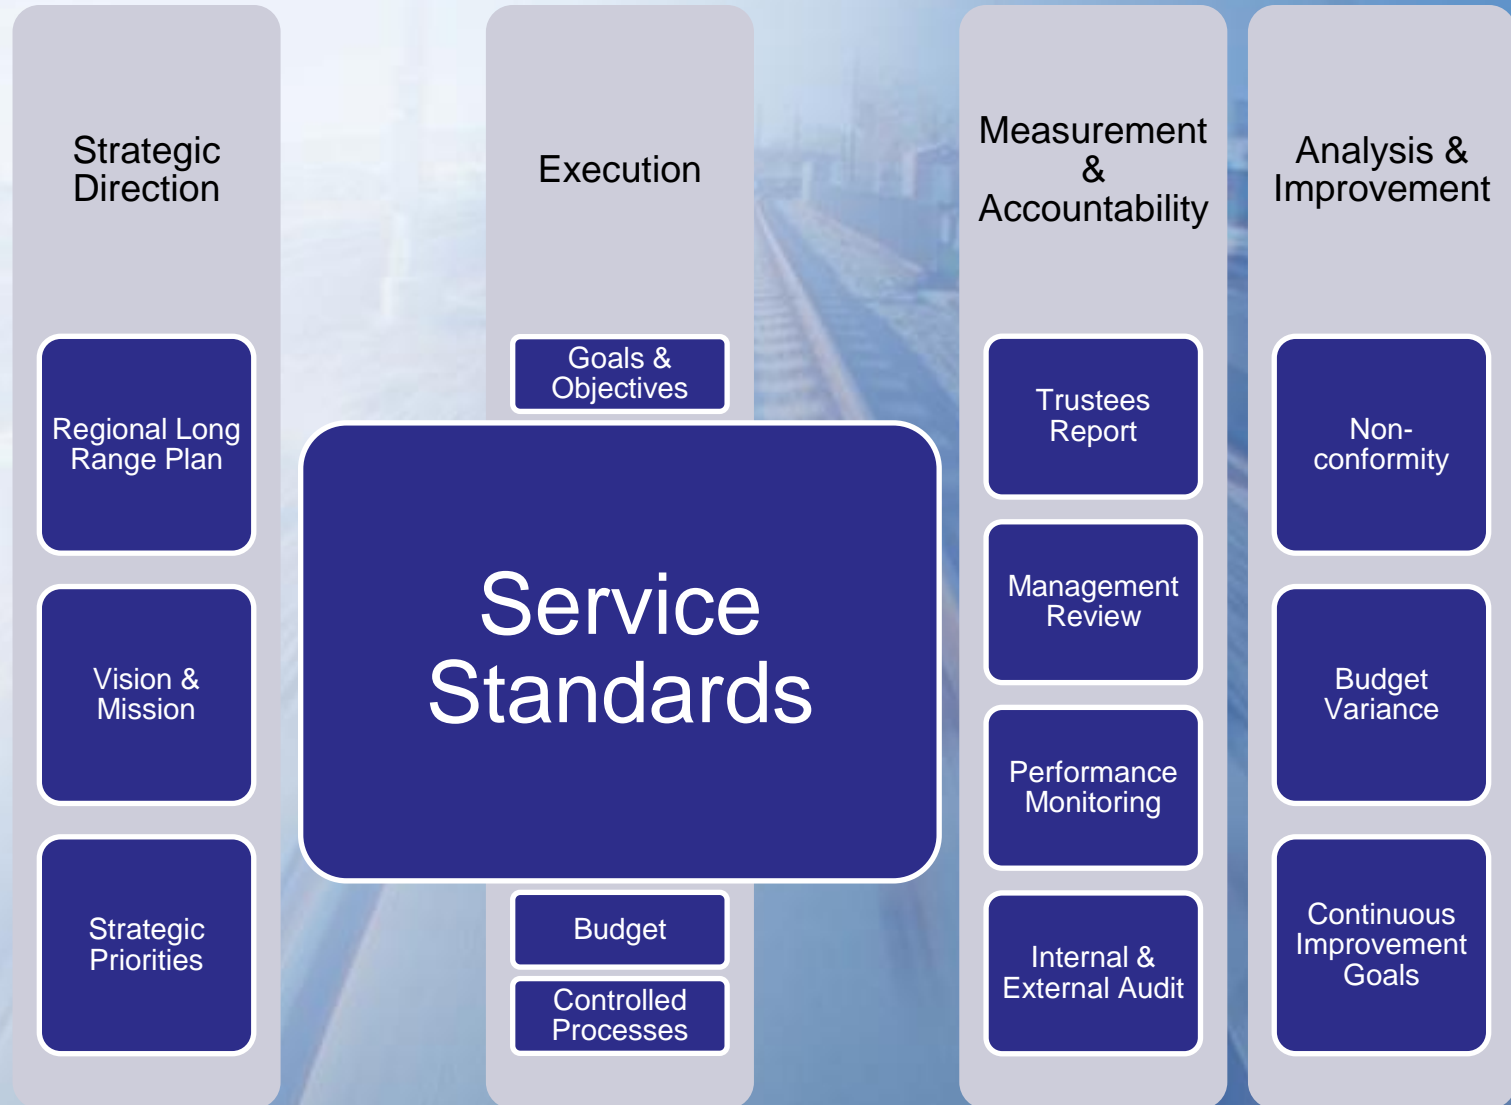 Strategic
Direction
Regional Long
Range Plan
Vision &
Mission
Strategic
Priorities
Execution
Goals &
Objectives
Service
Standards
Budget
Controlled
Processes
Measurement
&
Accountability
Trustees
Report
Management
Review
Performance
Monitoring
Internal &
External Audit
Analysis &
Improvement
Non-
conformity
Budget
Variance
Continuous
Improvement
Goals